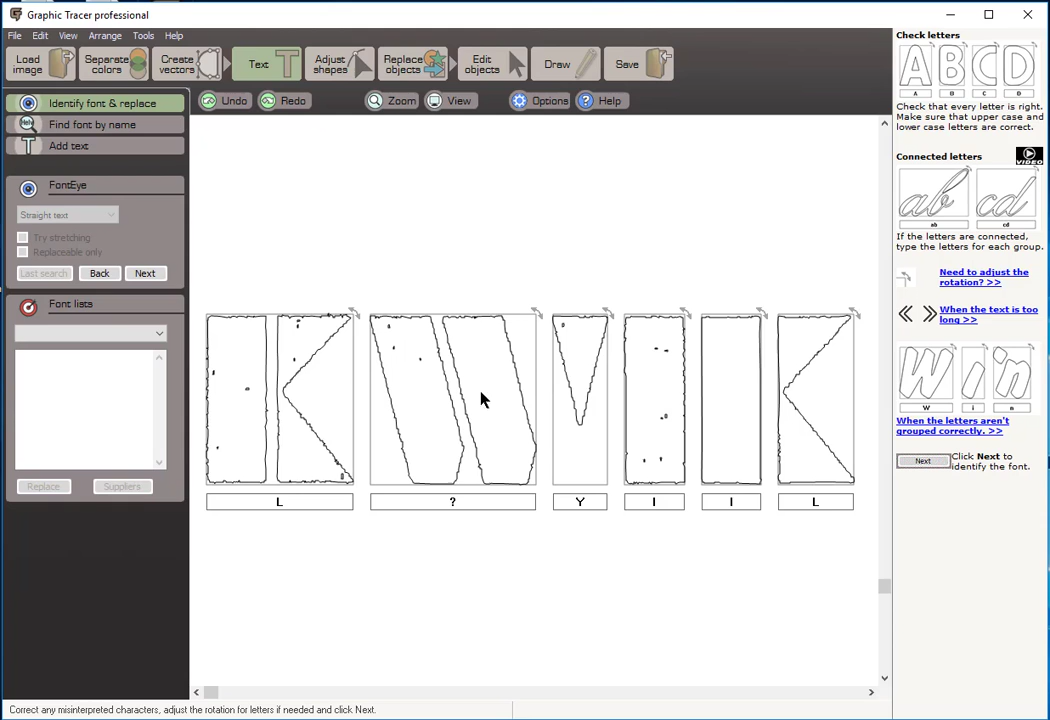 Graphic Tracer professional
File Edit View Arrange Tools Help
Load image
Separate colors
Create vectors
Text
Adjust shapes
Replace objects
Edit objects
Draw
Save
Undo Redo Zoom View Options Help
Identify font & replace
Find font by name
Add text
FontEye
Straight text
Try stretching
Replaceable only
Last search Back Next
Font lists
Replace Suppliers
L ? Y I I L
Check letters
A B C D
A B C D
Check that every letter is right.
Make sure that upper case and
lower case letters are correct.
Connected letters
VIDEO
ab cd
ab cd
If the letters are connected,
type the letters for each group.
Need to adjust the
rotation? >>
When the text is too
long >>
W i n
W i n
When the letters aren't
grouped correctly. >>
Next Click Next to
identify the font.
Correct any misinterpreted characters, adjust the rotation for letters if needed and click Next.